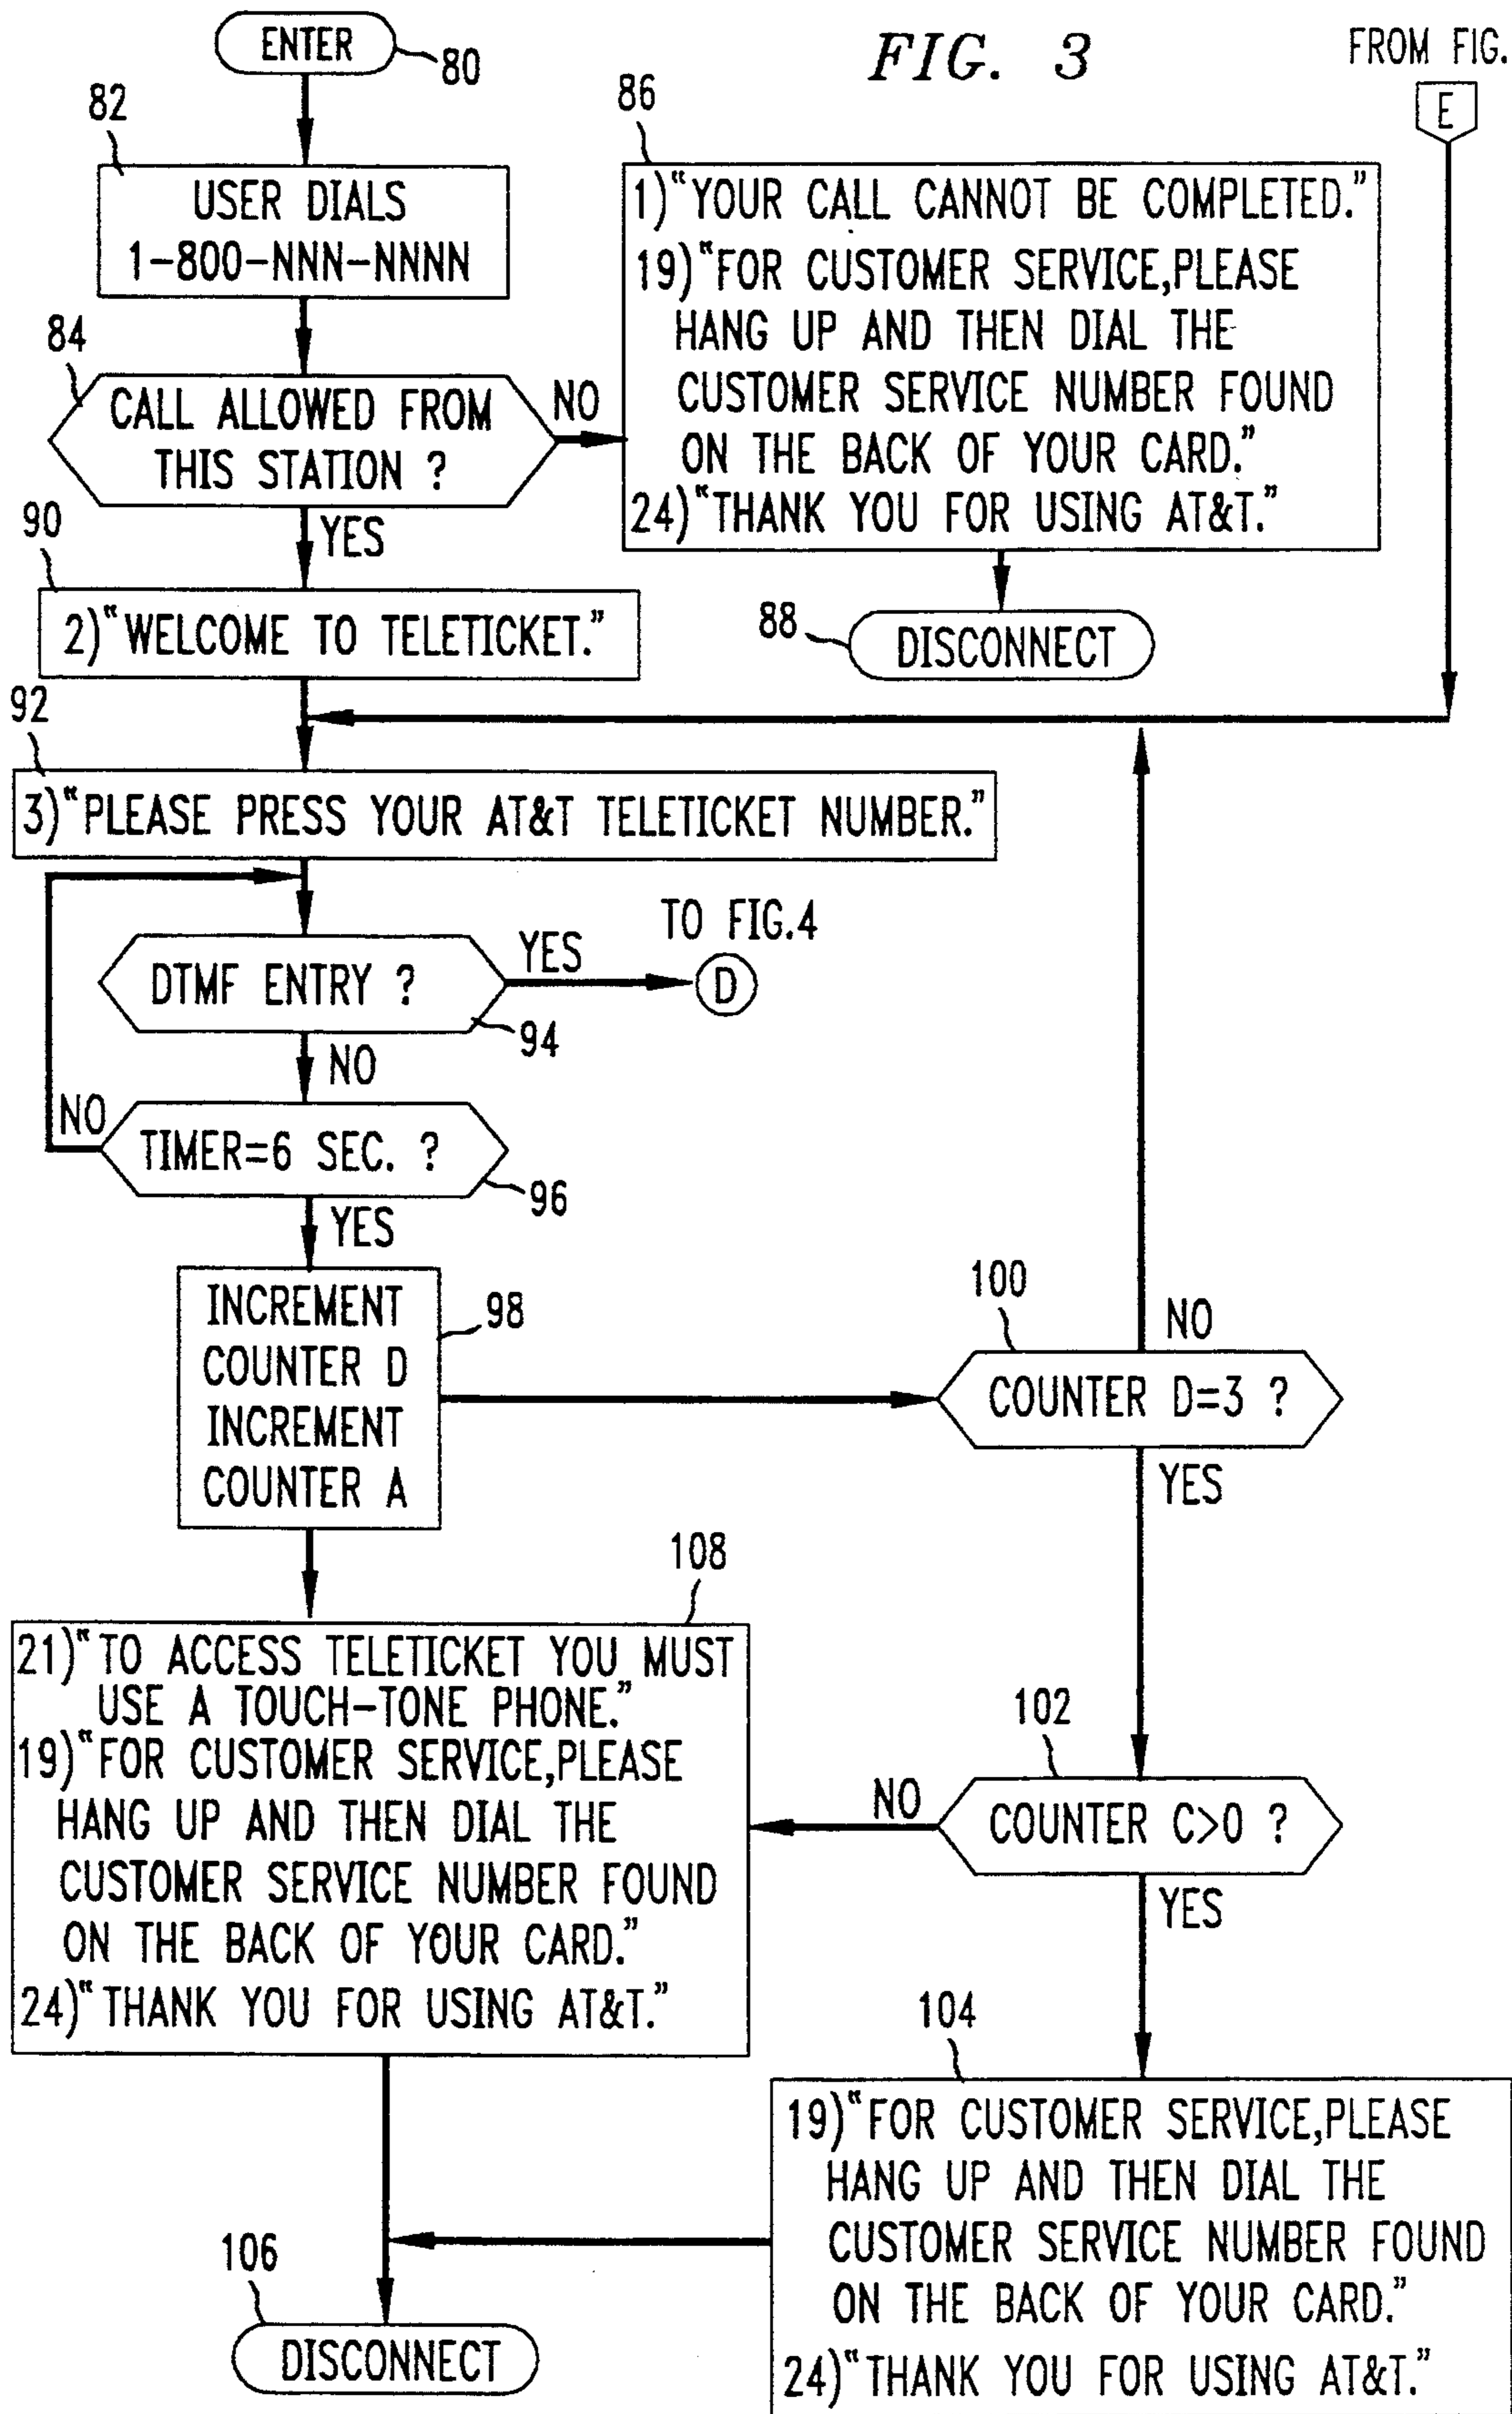 FIG. 3
FROM FIG.
E
ENTER
80
82
USER DIALS
1-800-NNN-NNNN
84
CALL ALLOWED FROM
THIS STATION ?
NO
YES
86
1)“YOUR CALL CANNOT BE COMPLETED.”
19)“FOR CUSTOMER SERVICE,PLEASE
HANG UP AND THEN DIAL THE
CUSTOMER SERVICE NUMBER FOUND
ON THE BACK OF YOUR CARD.”
24)“THANK YOU FOR USING AT&T.”
88
DISCONNECT
90
2)“WELCOME TO TELETICKET.”
92
3)“PLEASE PRESS YOUR AT&T TELETICKET NUMBER.”
DTMF ENTRY ?
94
YES
TO FIG.4
D
NO
TIMER=6 SEC. ?
96
NO
YES
INCREMENT
COUNTER D
INCREMENT
COUNTER A
98
100
COUNTER D=3 ?
NO
YES
102
COUNTER C>0 ?
NO
YES
108
21)“TO ACCESS TELETICKET YOU MUST
USE A TOUCH-TONE PHONE.”
19)“FOR CUSTOMER SERVICE,PLEASE
HANG UP AND THEN DIAL THE
CUSTOMER SERVICE NUMBER FOUND
ON THE BACK OF YOUR CARD.”
24)“THANK YOU FOR USING AT&T.”
104
19)“FOR CUSTOMER SERVICE,PLEASE
HANG UP AND THEN DIAL THE
CUSTOMER SERVICE NUMBER FOUND
ON THE BACK OF YOUR CARD.”
24)“THANK YOU FOR USING AT&T.”
106
DISCONNECT